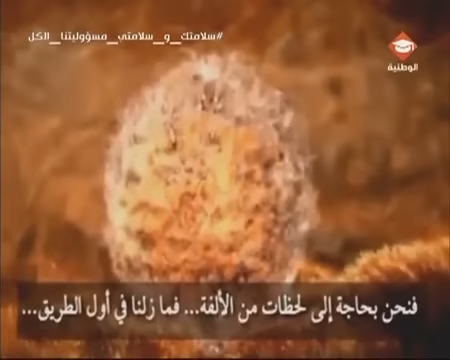 #سلامتك_و_سلامتي_مسؤوليتنا_الكل
الوطنية
فنحن بحاجة إلى لحظات من الألفة... فما زلنا في أول الطريق...